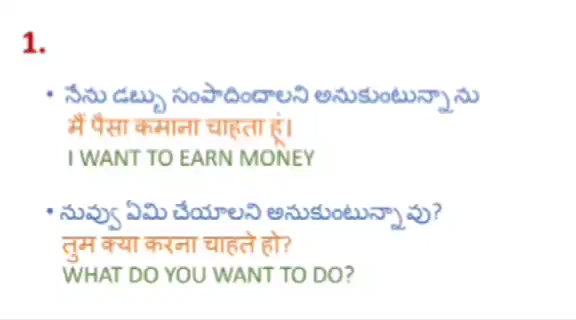 1.
• నేను డబ్బు సంపాదించాలని అనుకుంటున్నాను
मैं पैसा कमाना चाहता हूं।
I WANT TO EARN MONEY
• నువ్వు ఏమి చేయాలని అనుకుంటున్నావు?
तुम क्या करना चाहते हो?
WHAT DO YOU WANT TO DO?